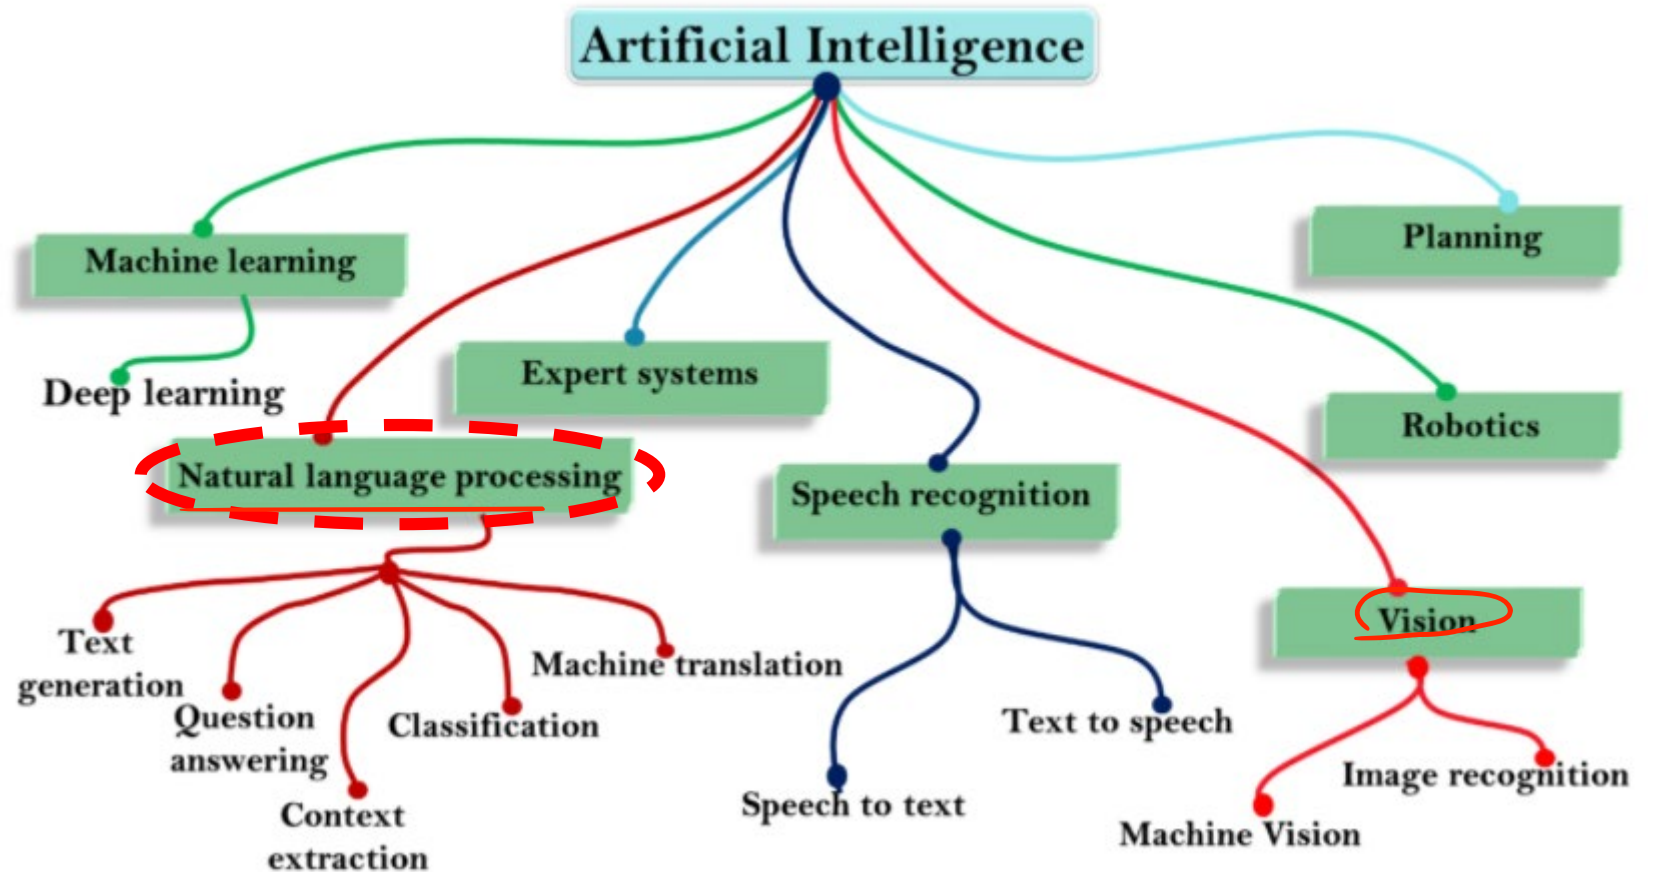 Artificial Intelligence
Machine learning
Deep learning
Natural language processing
Text
generation
Question
answering
Context
extraction
Classification
Machine translation
Expert systems
Speech recognition
Speech to text
Text to speech
Vision
Machine Vision
Image recognition
Robotics
Planning